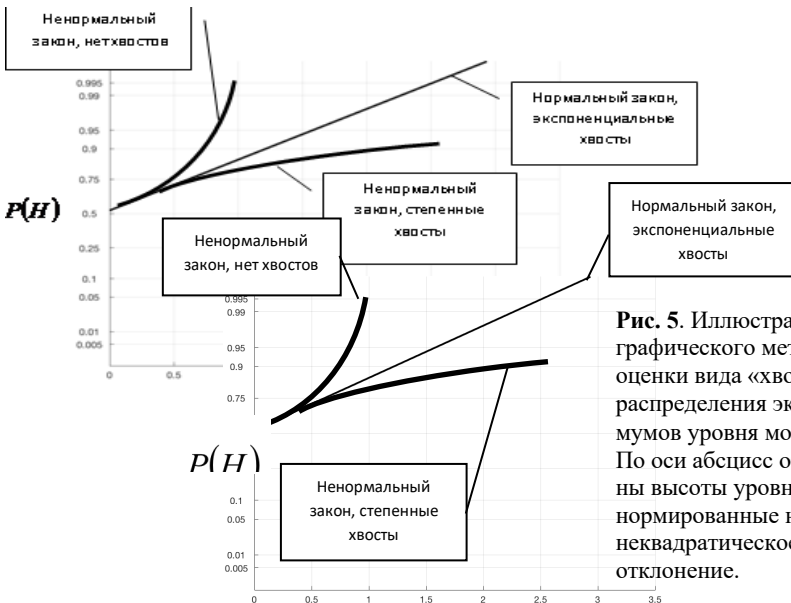 Ненормальный
закон, нет хвостов
0.995
0.99
0.95
0.9
0.75
0.5
0.25
0.1
0.05
0.01
0.005
0
0.5
P(H)
Нормальный закон,
экспоненциальные
хвосты
Ненормальный
закон, степенные
хвосты
Ненормальный
закон, нет хвостов
Нормальный закон,
экспоненциальные
хвосты
0.995
0.99
0.95
0.9
0.75
0.1
0.05
0.01
0.005
0
0.5
1
1.5
2
2.5
3
3.5
P(H)
Ненормальный
закон, степенные
хвосты
Рис. 5. Иллюстра
графического мет
оценки вида «хво
распределения эк
мумов уровня мо
По оси абсцисс о
ны высоты уровн
нормированные н
неквадратическо
отклонение.